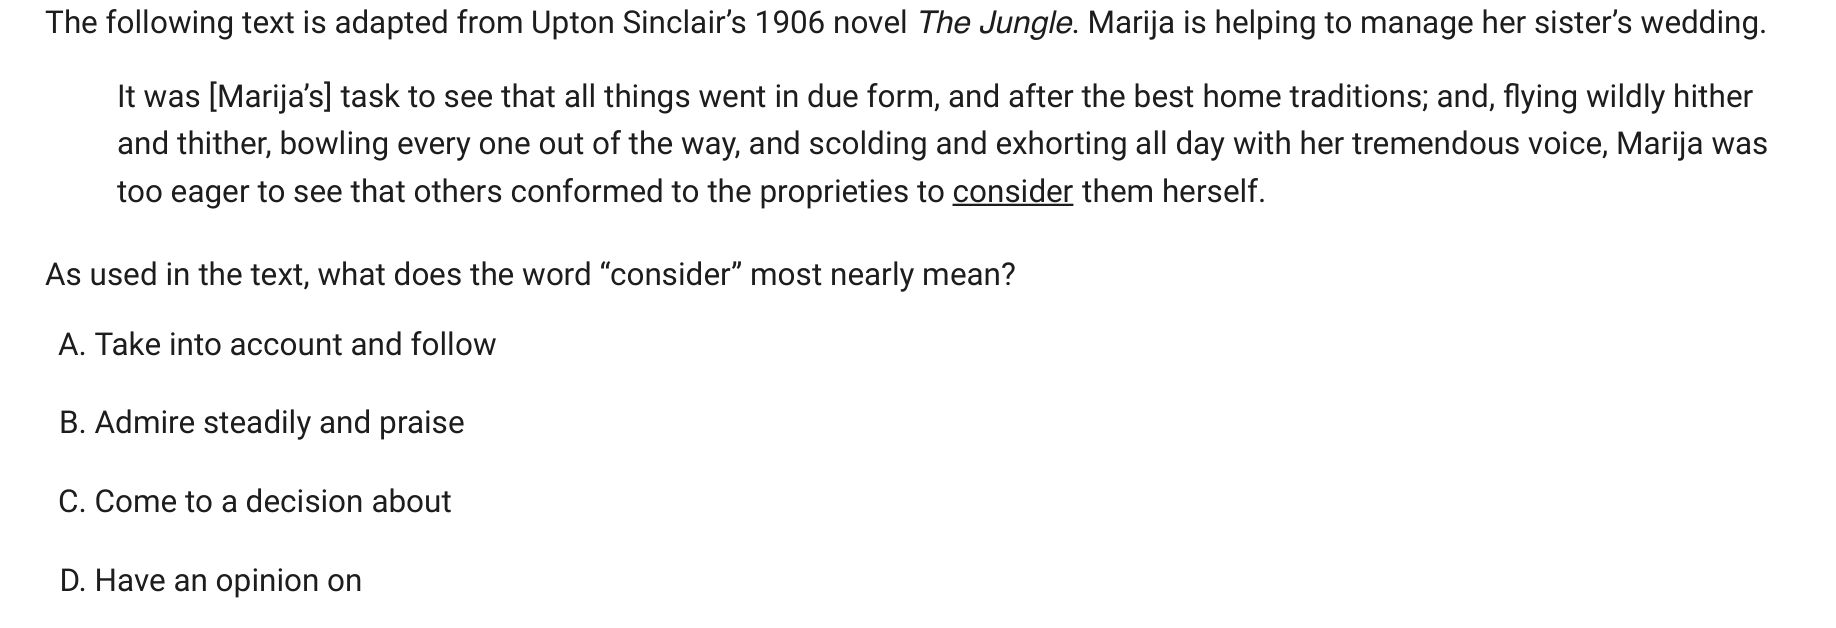 The following text is adapted from Upton Sinclair’s 1906 novel The Jungle. Marija is helping to manage her sister’s wedding.
It was [Marija’s] task to see that all things went in due form, and after the best home traditions; and, flying wildly hither
and thither, bowling every one out of the way, and scolding and exhorting all day with her tremendous voice, Marija was
too eager to see that others conformed to the proprieties to consider them herself.
As used in the text, what does the word “consider” most nearly mean?
A. Take into account and follow
B. Admire steadily and praise
C. Come to a decision about
D. Have an opinion on